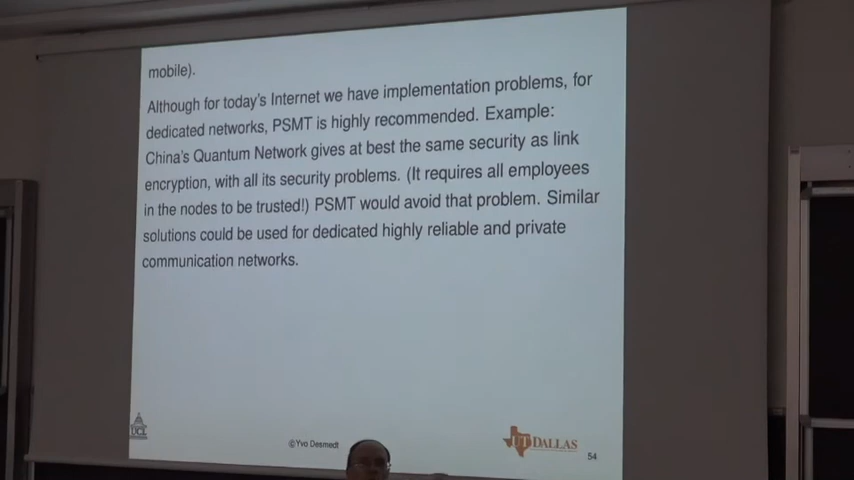 mobile).
Although for today's Internet we have implementation problems, for
dedicated networks, PSMT is highly recommended. Example:
China's Quantum Network gives at best the same security as link
encryption, with all its security problems. (It requires all employees
in the nodes to be trusted!) PSMT would avoid that problem. Similar
solutions could be used for dedicated highly reliable and private
communication networks.
UCL
©Yvo Desmedt
UT DALLAS
54